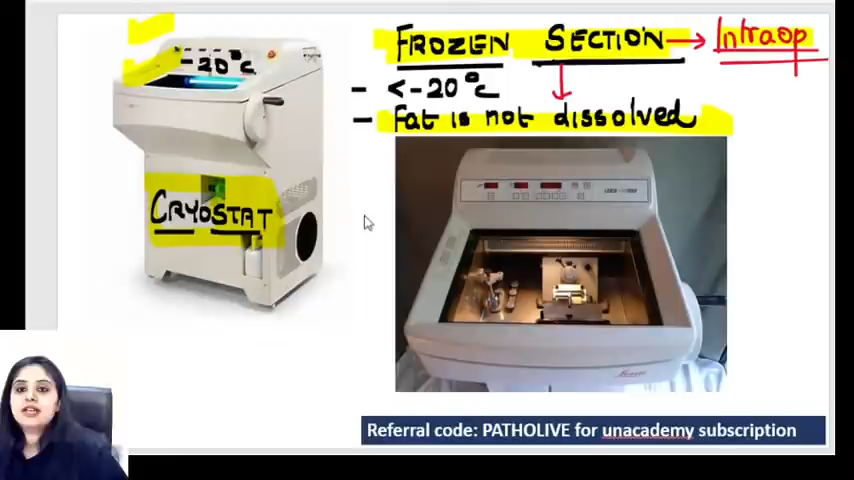 FROZEN SECTION → Intraop
-20°C
- <-20°C
- Fat is not dissolved
CRYOSTAT
Referral code: PATHOLIVE for unacademy subscription